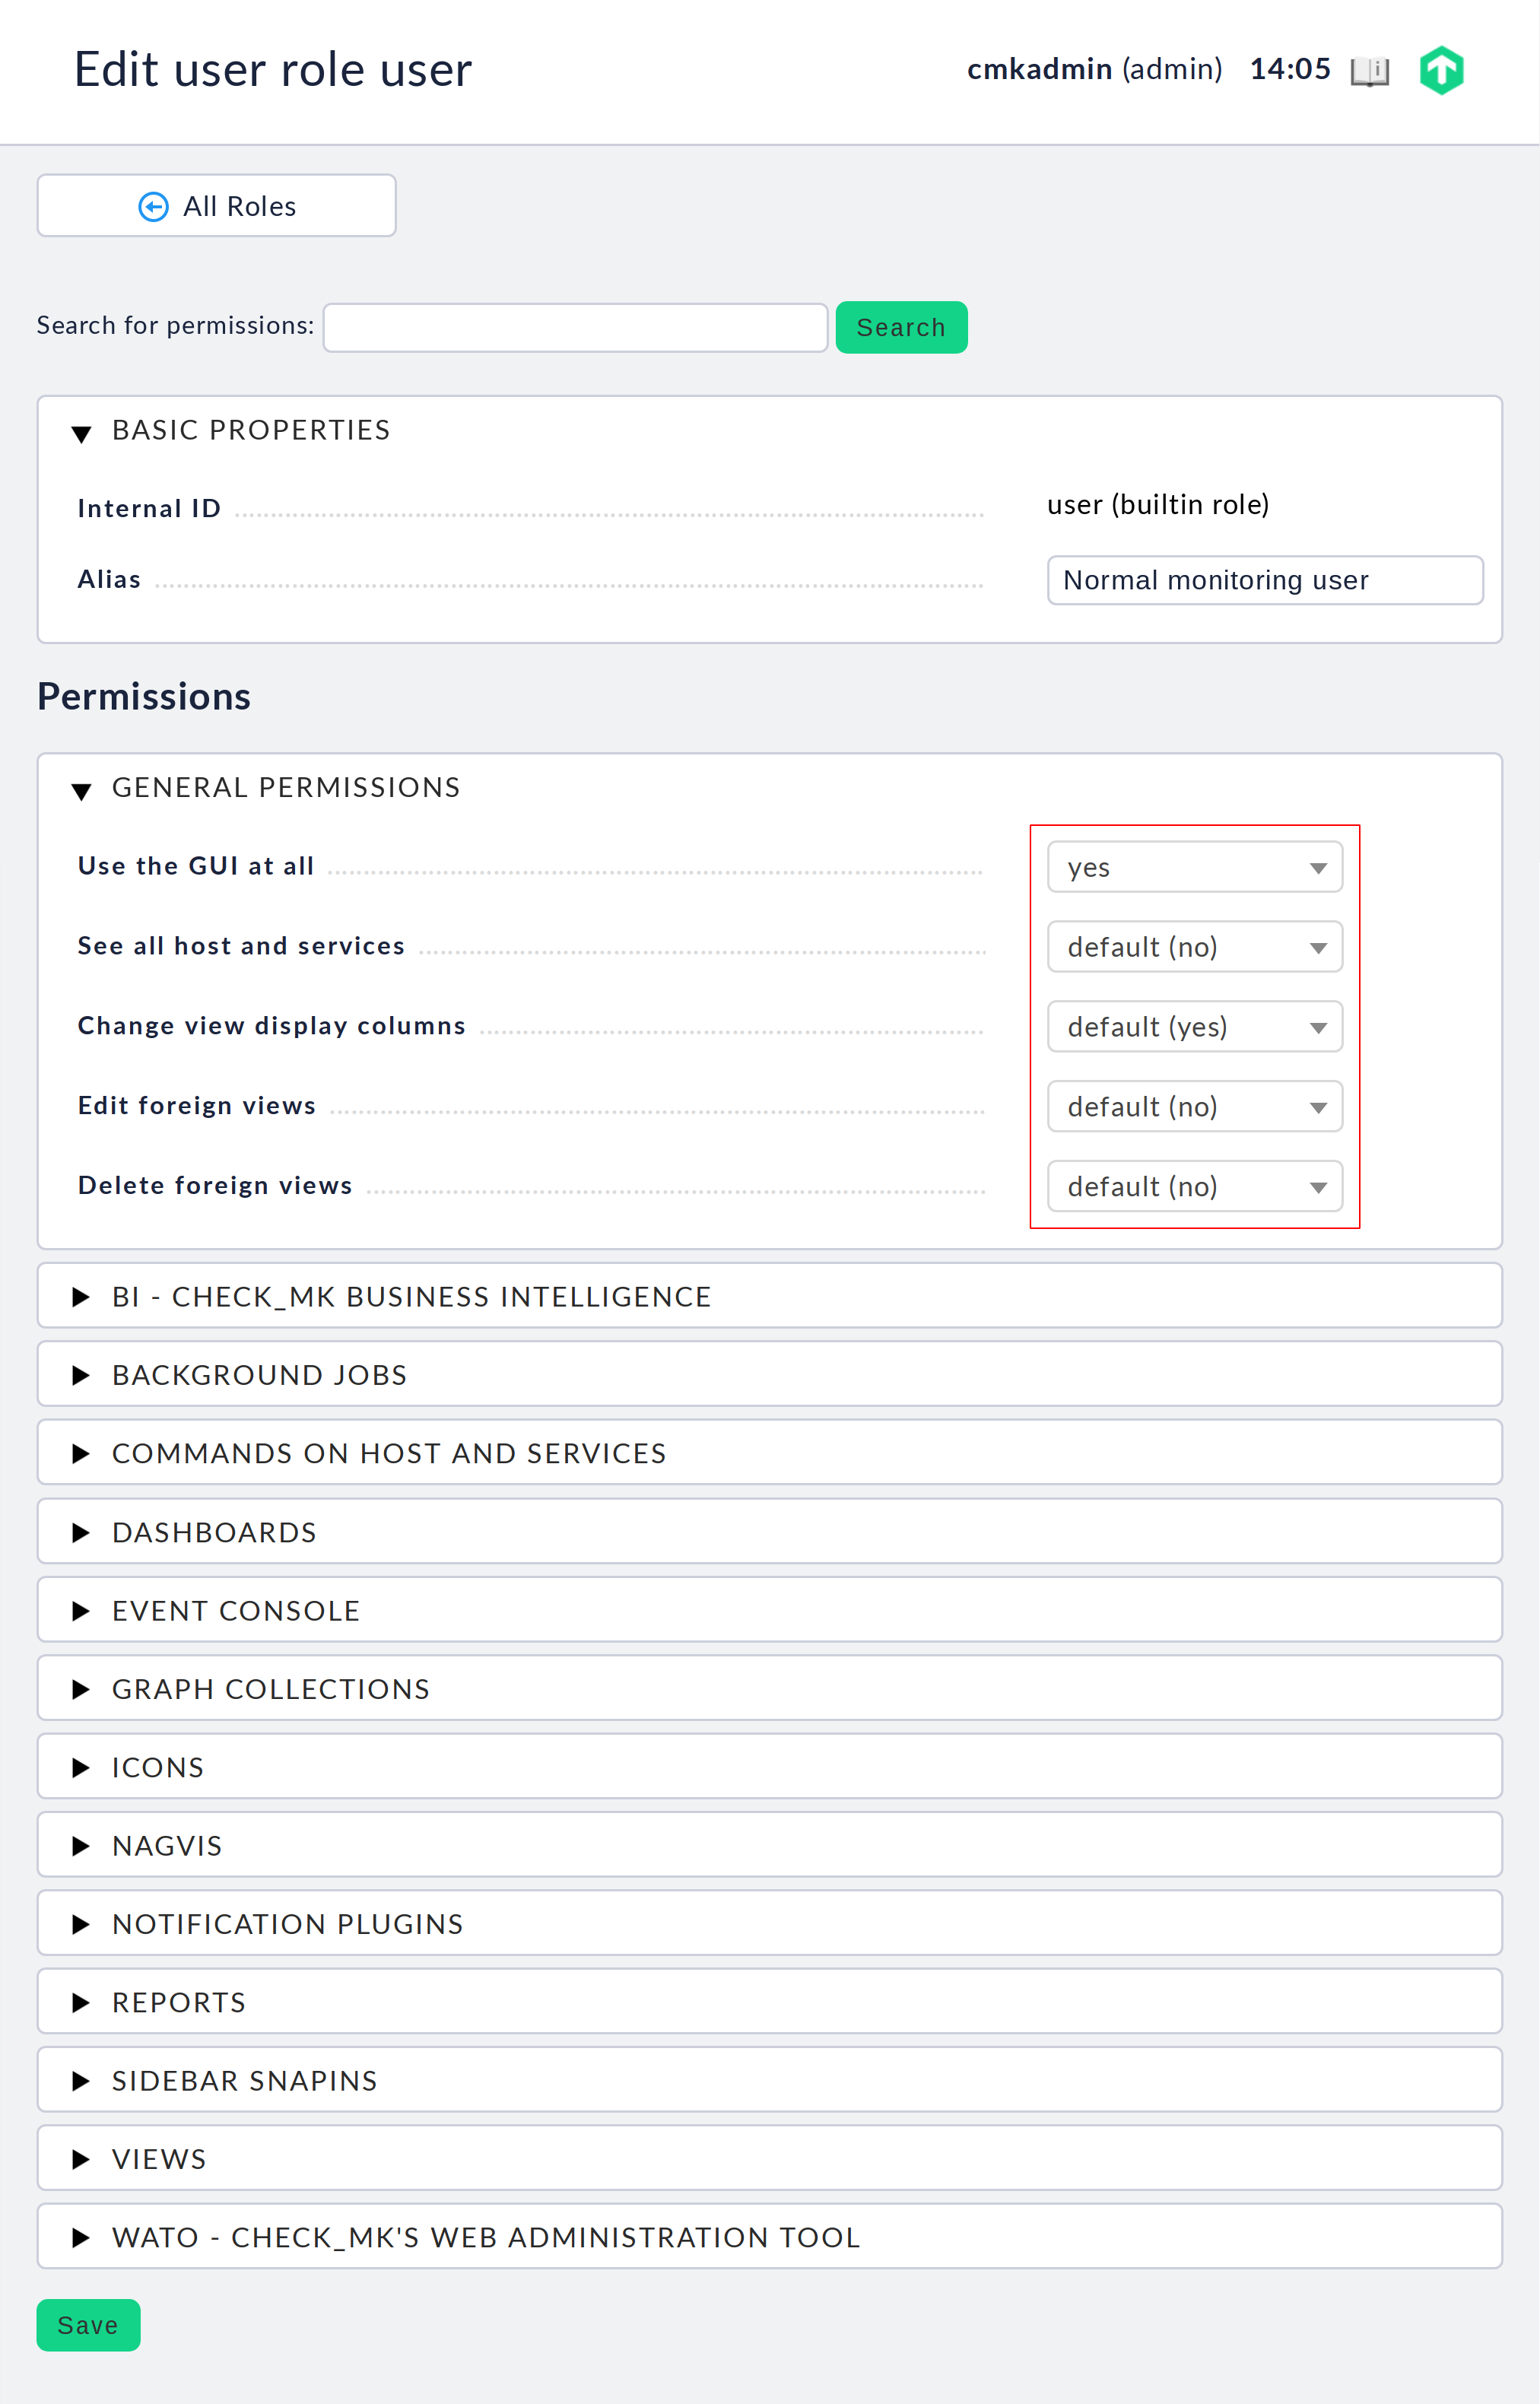 Edit user role user
cmkadmin (admin) 14:05
All Roles
Search for permissions: Search
BASIC PROPERTIES
Internal ID user (builtin role)
Alias Normal monitoring user
Permissions
GENERAL PERMISSIONS
Use the GUI at all yes
See all host and services default (no)
Change view display columns default (yes)
Edit foreign views default (no)
Delete foreign views default (no)
BI - CHECK_MK BUSINESS INTELLIGENCE
BACKGROUND JOBS
COMMANDS ON HOST AND SERVICES
DASHBOARDS
EVENT CONSOLE
GRAPH COLLECTIONS
ICONS
NAGVIS
NOTIFICATION PLUGINS
REPORTS
SIDEBAR SNAPINS
VIEWS
WATO - CHECK_MK'S WEB ADMINISTRATION TOOL
Save